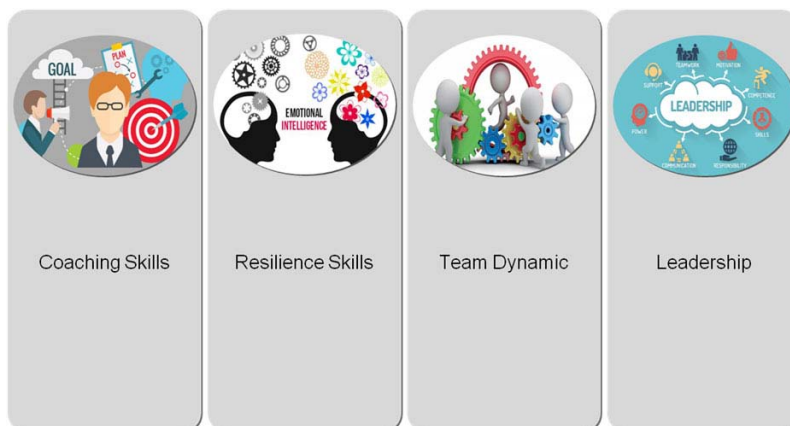 GOAL
PLAN
Coaching Skills
EMOTIONAL
INTELLIGENCE
Resilience Skills
Team Dynamic
TEAMWORK
MOTIVATION
SUPPORT
COMPETENCE
LEADERSHIP
POWER
SKILLS
COMMUNICATION
RESPONSIBILITY
Leadership